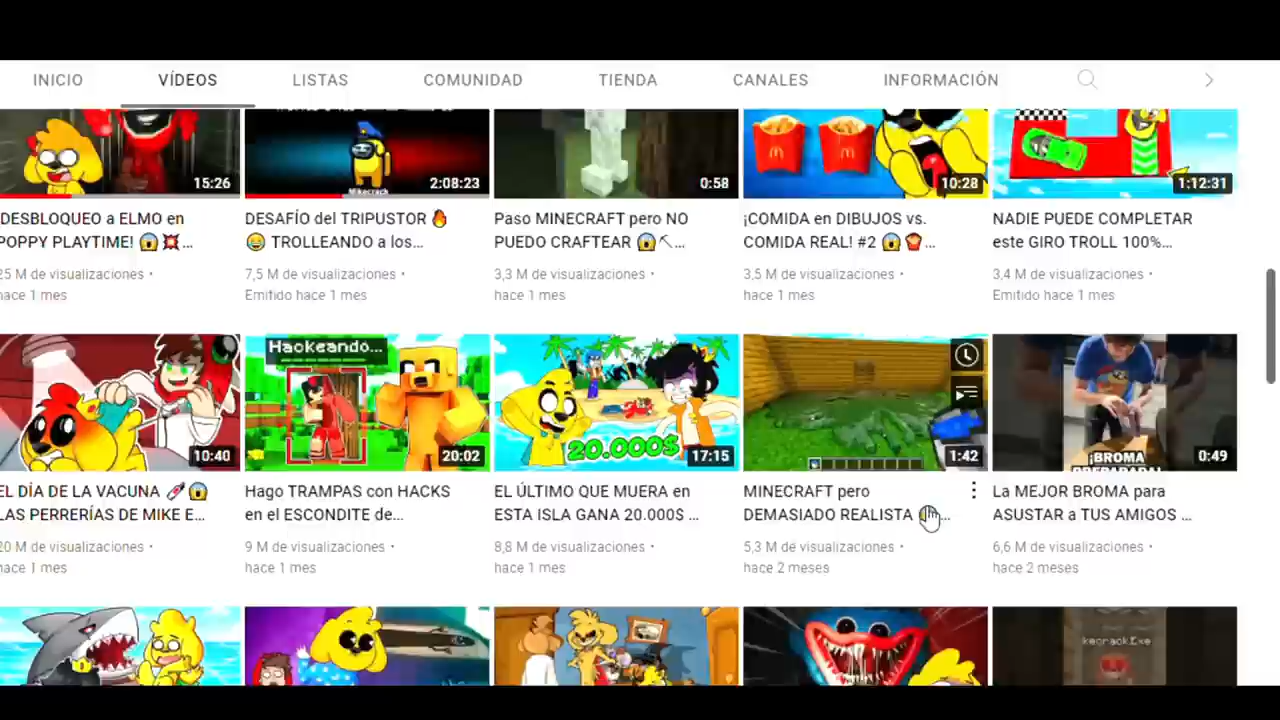 INICIO
VÍDEOS
LISTAS
COMUNIDAD
TIENDA
CANALES
INFORMACIÓN
15:26
Mikecrack
2:08:23
0:58
10:28
1:12:31
DESBLOQUEO a ELMO en
POPPY PLAYTIME! 😱💥...
25 M de visualizaciones •
hace 1 mes
DESAFÍO del TRIPUSTOR 🔥
😂 TROLLEANDO a los...
7,5 M de visualizaciones •
Emitido hace 1 mes
Paso MINECRAFT pero NO
PUEDO CRAFTEAR 😱⛏...
3,3 M de visualizaciones •
hace 1 mes
¡COMIDA en DIBUJOS vs.
COMIDA REAL! #2 😱🍟...
3,5 M de visualizaciones •
hace 1 mes
NADIE PUEDE COMPLETAR
este GIRO TROLL 100%...
3,4 M de visualizaciones •
Emitido hace 1 mes
10:40
Hackeando...
20:02
20.000$
17:15
1:42
¡BROMA
PREPARADA!
0:49
EL DÍA DE LA VACUNA 💉😱
LAS PERRERÍAS DE MIKE E...
20 M de visualizaciones •
hace 1 mes
Hago TRAMPAS con HACKS
en el ESCONDITE de...
9 M de visualizaciones •
hace 1 mes
EL ÚLTIMO QUE MUERA en
ESTA ISLA GANA 20.000$ ...
8,8 M de visualizaciones •
hace 1 mes
MINECRAFT pero
DEMASIADO REALISTA ...
5,3 M de visualizaciones •
hace 2 meses
La MEJOR BROMA para
ASUSTAR a TUS AMIGOS ...
6,6 M de visualizaciones •
hace 2 meses
kecrackExe